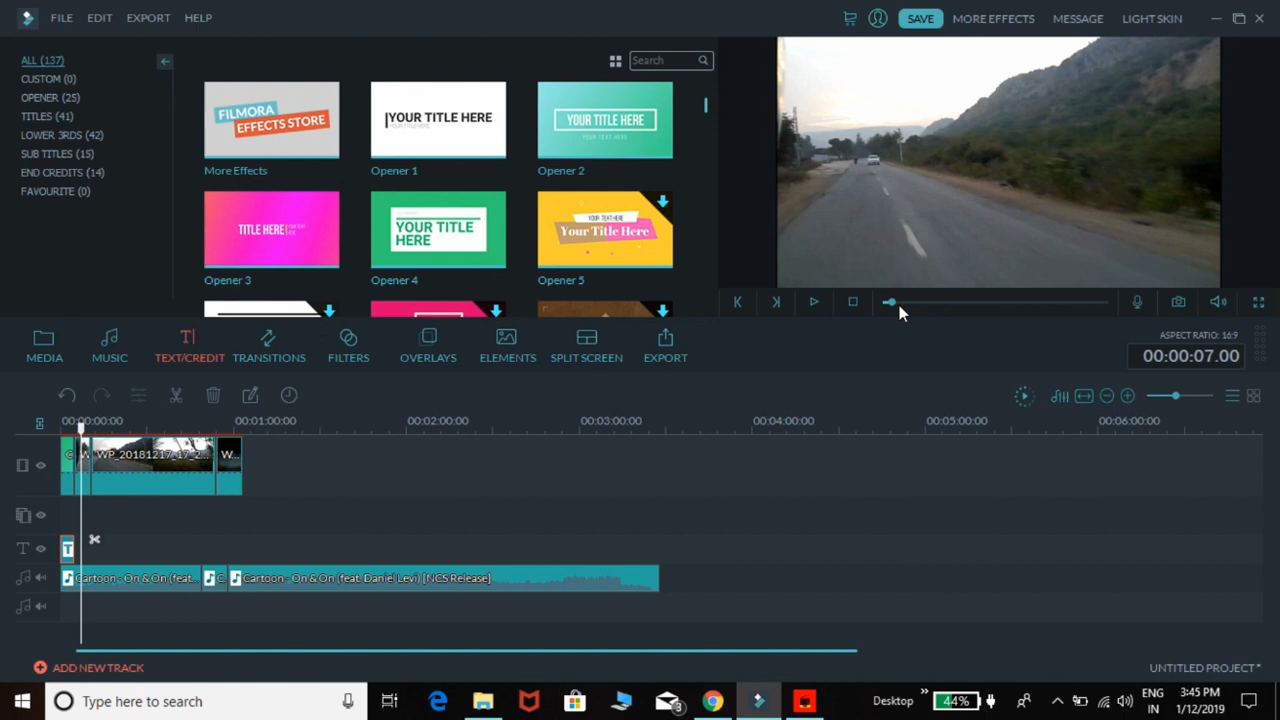 FILE EDIT EXPORT HELP
SAVE MORE EFFECTS MESSAGE LIGHT SKIN
ALL (137)
CUSTOM (0)
OPENER (25)
TITLES (41)
LOWER 3RDS (42)
SUB TITLES (15)
END CREDITS (14)
FAVOURITE (0)
Search
FILMORA
EFFECTS STORE
More Effects
YOUR TITLE HERE
Opener 1
YOUR TITLE HERE
YOUR TEXT HERE
Opener 2
TITLE HERE
Opener 3
YOUR TITLE
HERE
Opener 4
YOUR TEXT HERE
Your Title Here
Opener 5
MEDIA MUSIC TEXT/CREDIT TRANSITIONS FILTERS OVERLAYS ELEMENTS SPLIT SCREEN EXPORT
ASPECT RATIO: 16:9
00:00:07.00
00:00:00:00 00:01:00:00 00:02:00:00 00:03:00:00 00:04:00:00 00:05:00:00 00:06:00:00
WP_20181217_17_2... W...
T
T
Cartoon - On & On (feat... C Cartoon - On & On (feat. Daniel Levi) [NCS Release]
ADD NEW TRACK
UNTITLED PROJECT*
Type here to search
3
Desktop
44%
ENG
IN
3:45 PM
1/12/2019